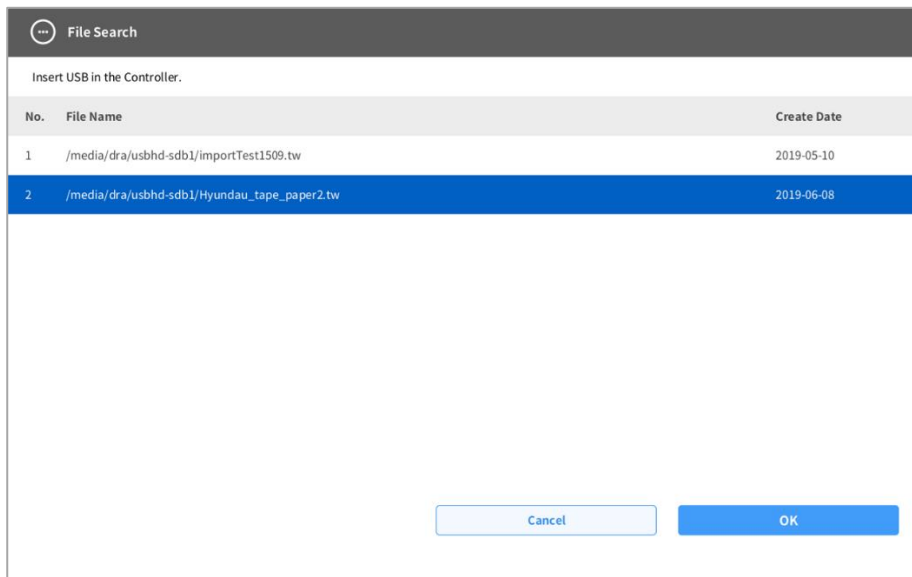 File Search
Insert USB in the Controller.
No. File Name Create Date
1 /media/dra/usbhd-sdb1/importTest1509.tw 2019-05-10
2 /media/dra/usbhd-sdb1/Hyundau_tape_paper2.tw 2019-06-08
Cancel OK